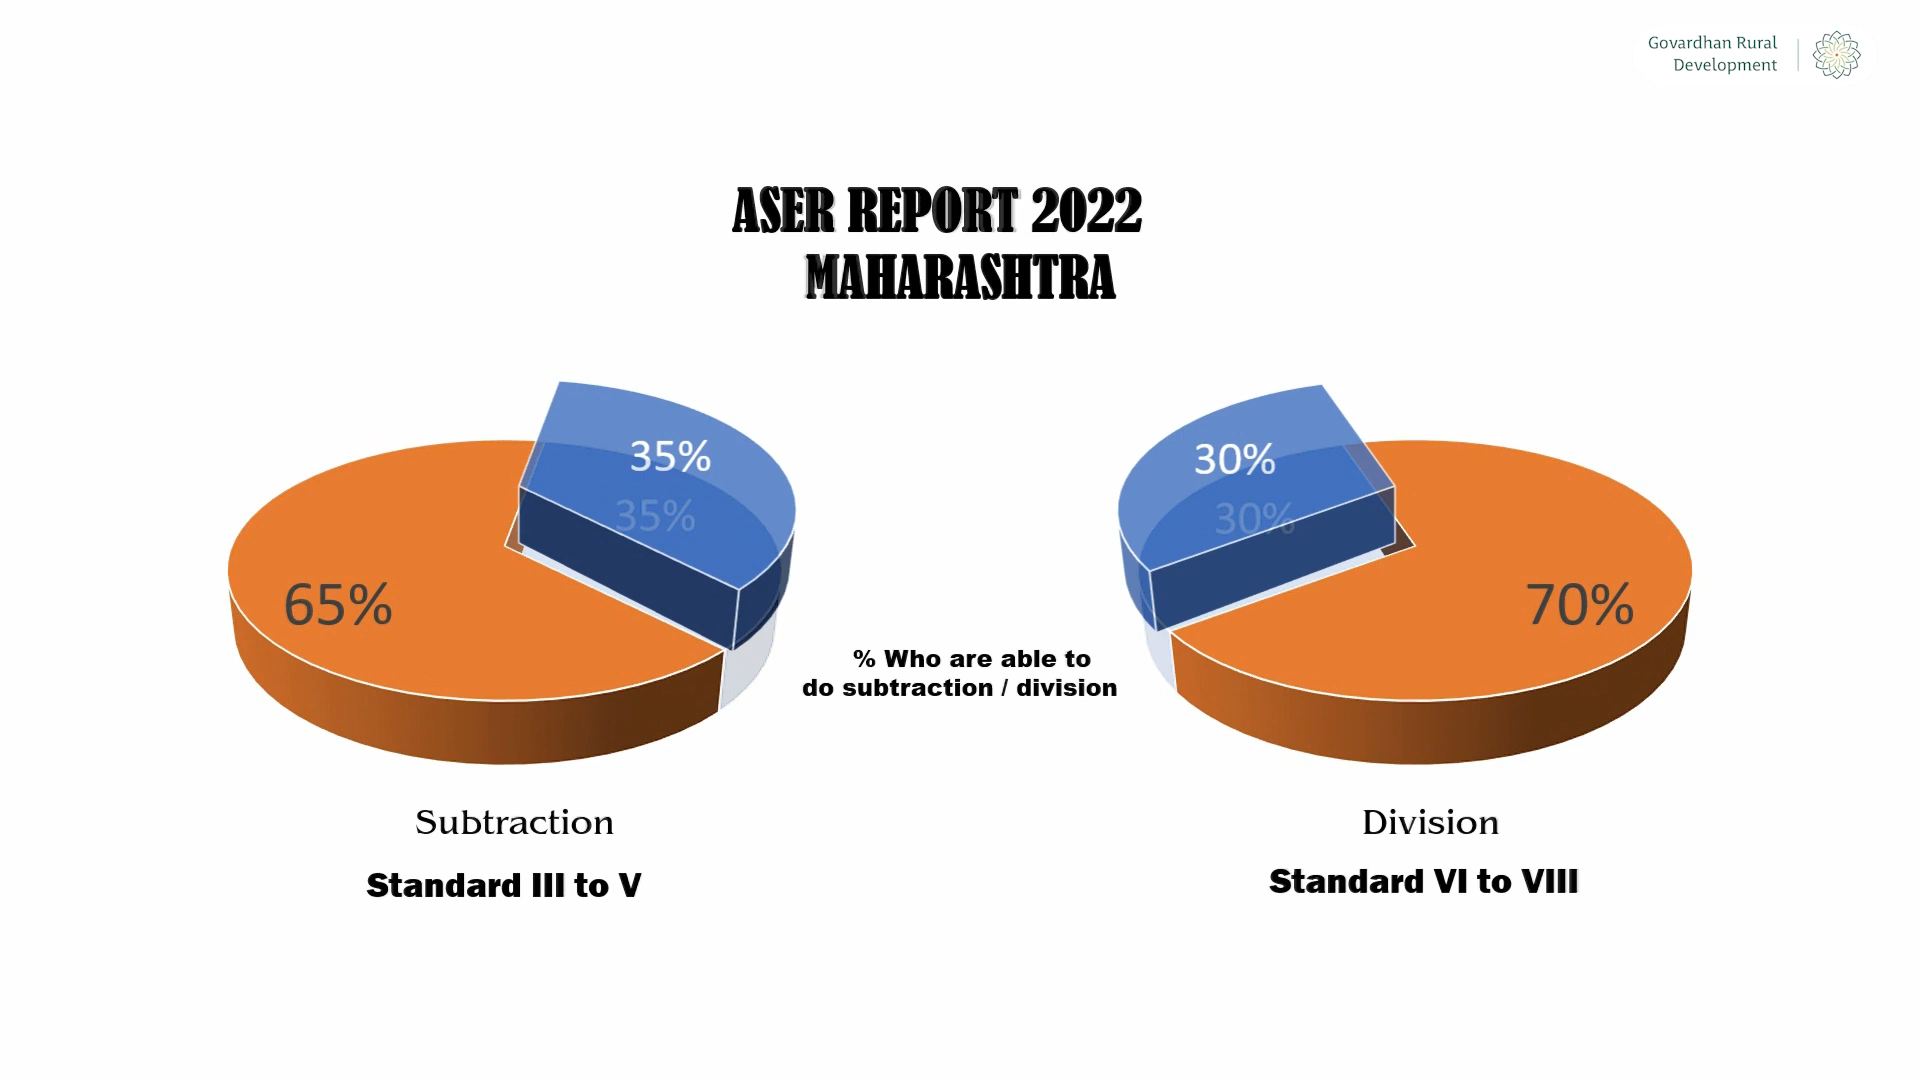 Govardhan Rural
Development
ASER REPORT 2022
MAHARASHTRA
35%
35%
65%
30%
30%
70%
% Who are able to
do subtraction / division
Subtraction
Standard III to V
Division
Standard VI to VIII